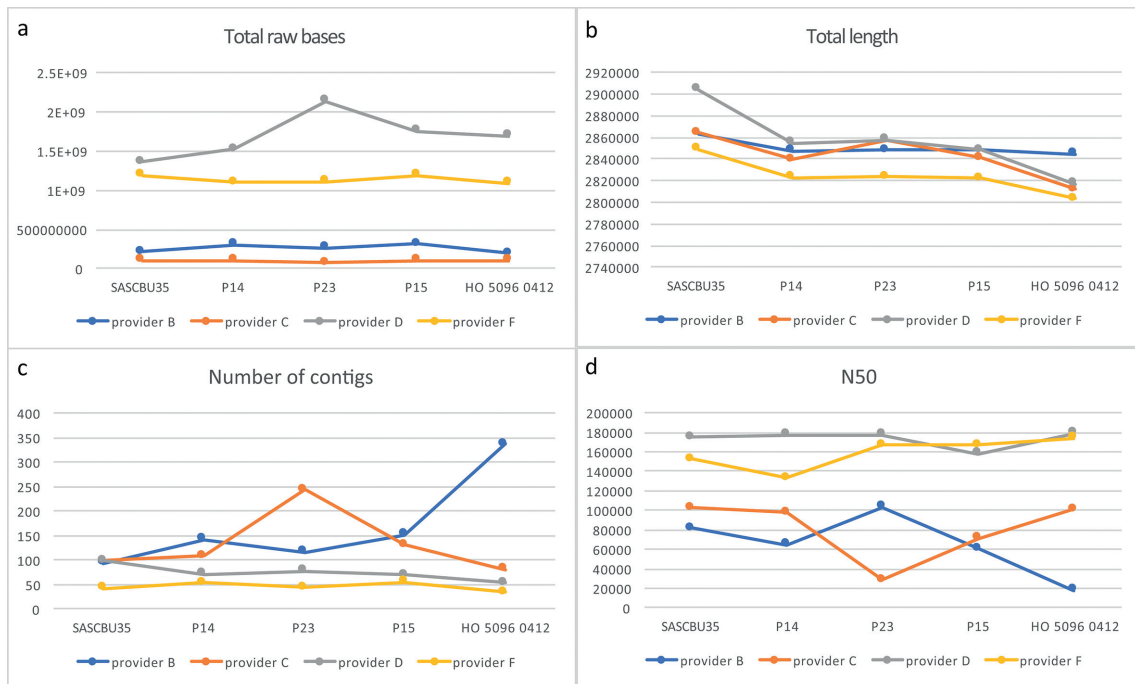 a
Total raw bases
2.5E+09
2E+09
1.5E+09
1E+09
500000000
0
SASCBU35 P14 P23 P15 HO 5096 0412
provider B provider C provider D provider F
b
Total length
2920000
2900000
2880000
2860000
2840000
2820000
2800000
2780000
2760000
2740000
SASCBU35 P14 P23 P15 HO 5096 0412
provider B provider C provider D provider F
c
Number of contigs
400
350
300
250
200
150
100
50
0
SASCBU35 P14 P23 P15 HO 5096 0412
provider B provider C provider D provider F
d
N50
200000
180000
160000
140000
120000
100000
80000
60000
40000
20000
0
SASCBU35 P14 P23 P15 HO 5096 0412
provider B provider C provider D provider F